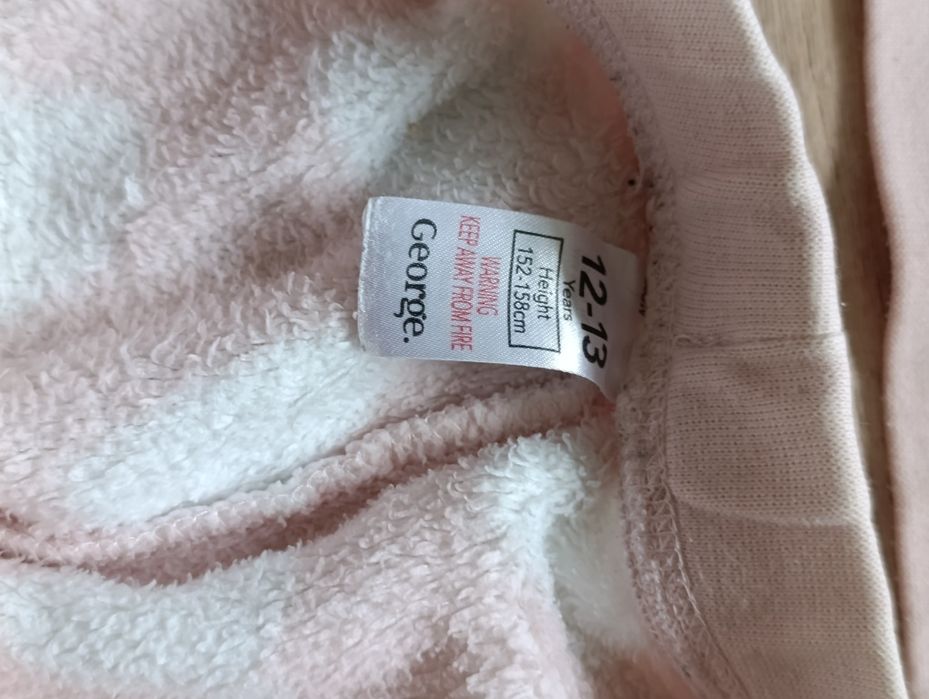 12-13
Years
Height
152-158cm
WARNING
KEEP AWAY FROM FIRE
George.